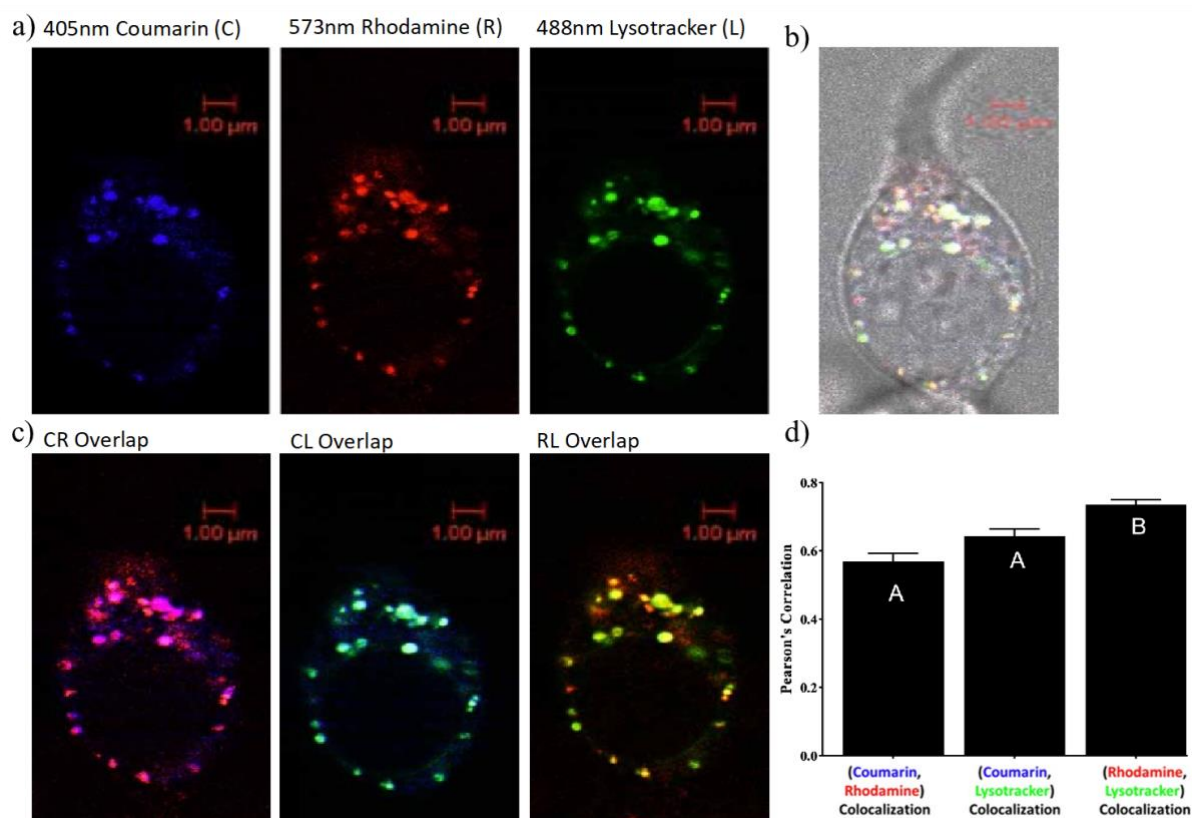 a)
405nm Coumarin (C)
573nm Rhodamine (R)
488nm Lysotracker (L)
b)
1.00 µm
1.00 µm
1.00 µm
c)
CR Overlap
CL Overlap
RL Overlap
d)
1.00 µm
1.00 µm
1.00 µm
Pearson's Correlation
0.8
0.6
0.4
0.2
0.0
A
A
B
(Coumarin,
Rhodamine)
Colocalization
(Coumarin,
Lysotracker)
Colocalization
(Rhodamine,
Lysotracker)
Colocalization